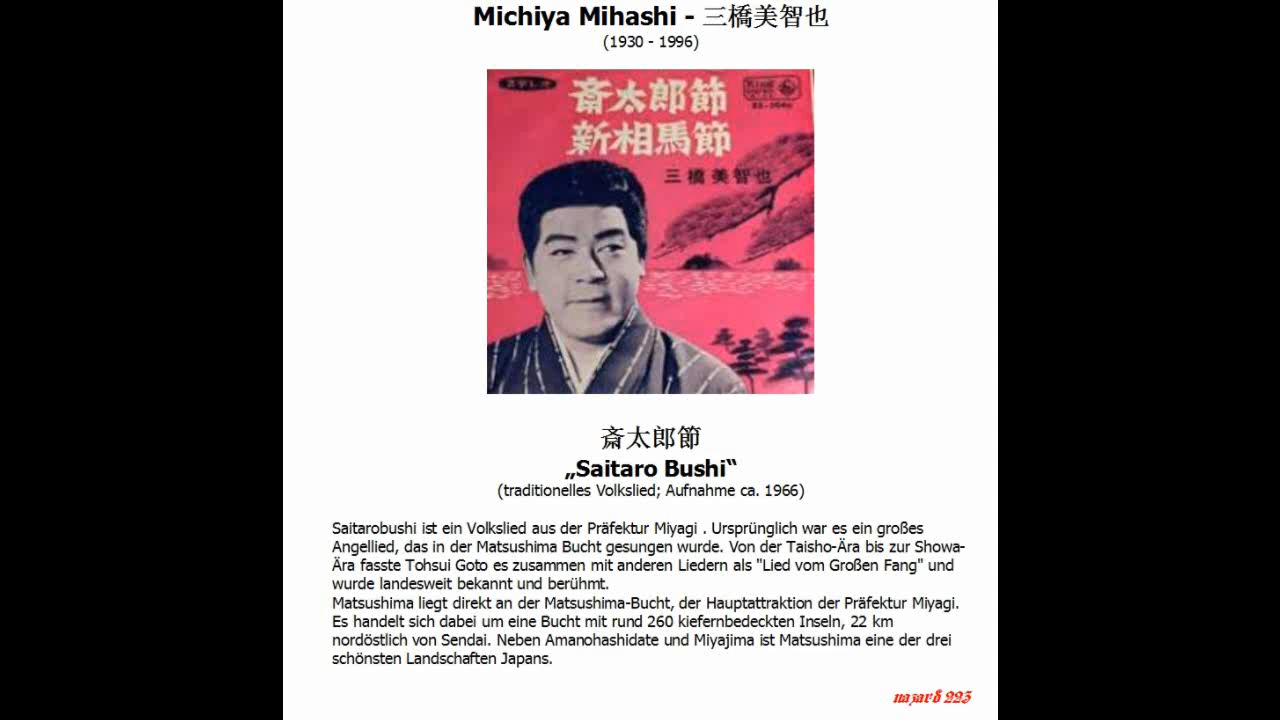 Michiya Mihashi - 三橋美智也
(1930 - 1996)
ステレオ
斎太郎節
新相馬節
三橋美智也
斎太郎節
„Saitaro Bushi“
(traditionelles Volkslied; Aufnahme ca. 1966)
Saitarobushi ist ein Volkslied aus der Präfektur Miyagi . Ursprünglich war es ein großes
Angellied, das in der Matsushima Bucht gesungen wurde. Von der Taisho-Ära bis zur Showa-
Ära fasste Tohsui Goto es zusammen mit anderen Liedern als "Lied vom Großen Fang" und
wurde landesweit bekannt und berühmt.
Matsushima liegt direkt an der Matsushima-Bucht, der Hauptattraktion der Präfektur Miyagi.
Es handelt sich dabei um eine Bucht mit rund 260 kiefernbedeckten Inseln, 22 km
nordöstlich von Sendai. Neben Amanohashidate und Miyajima ist Matsushima eine der drei
schönsten Landschaften Japans.
nazard 223